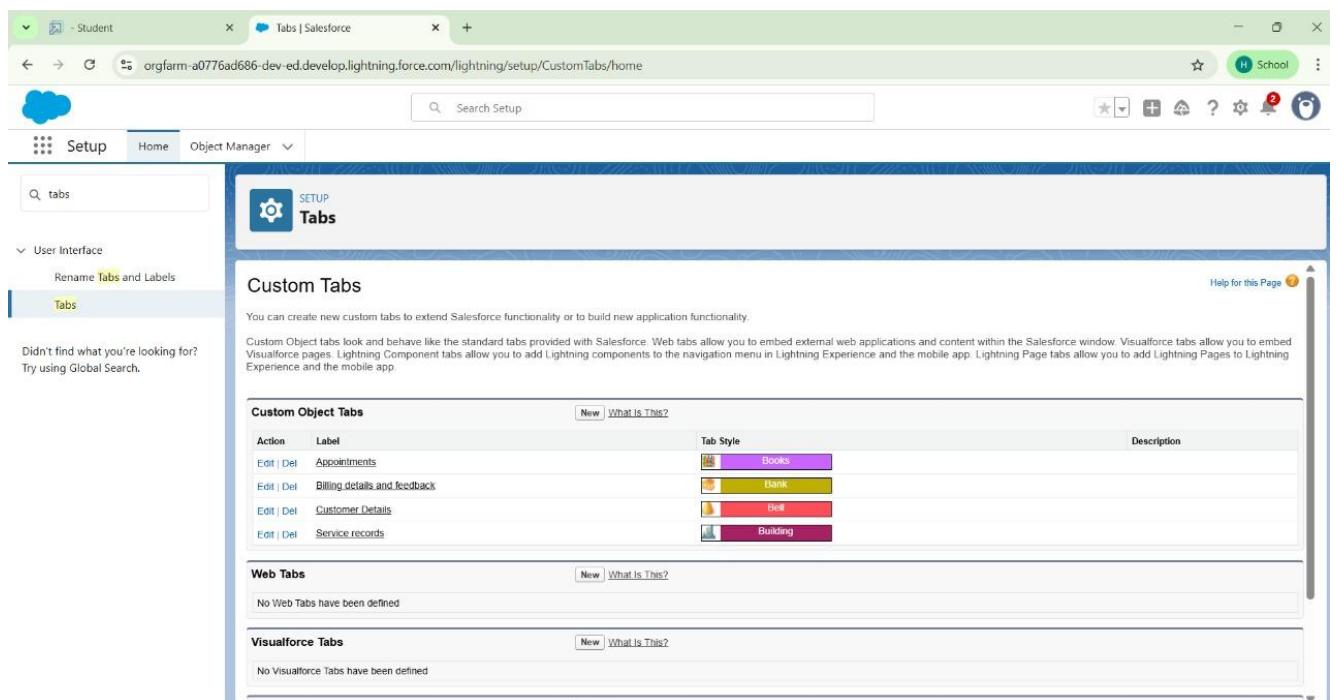 - Student
Tabs | Salesforce
orgfarm-a0776ad686-dev-ed.develop.lightning.force.com/lightning/setup/CustomTabs/home
H School
Search Setup
2
Setup Home Object Manager
tabs
User Interface
Rename Tabs and Labels
Tabs
Didn't find what you're looking for?
Try using Global Search.
SETUP
Tabs
Custom Tabs
Help for this Page
You can create new custom tabs to extend Salesforce functionality or to build new application functionality.
Custom Object tabs look and behave like the standard tabs provided with Salesforce. Web tabs allow you to embed external web applications and content within the Salesforce window. Visualforce tabs allow you to embed
Visualforce pages. Lightning Component tabs allow you to add Lightning components to the navigation menu in Lightning Experience and the mobile app. Lightning Page tabs allow you to add Lightning Pages to Lightning
Experience and the mobile app.
Custom Object Tabs New What Is This?
Action Label Tab Style Description
Edit | Del Appointments Books
Edit | Del Billing details and feedback Bank
Edit | Del Customer Details Bell
Edit | Del Service records Building
Web Tabs New What Is This?
No Web Tabs have been defined
Visualforce Tabs New What Is This?
No Visualforce Tabs have been defined